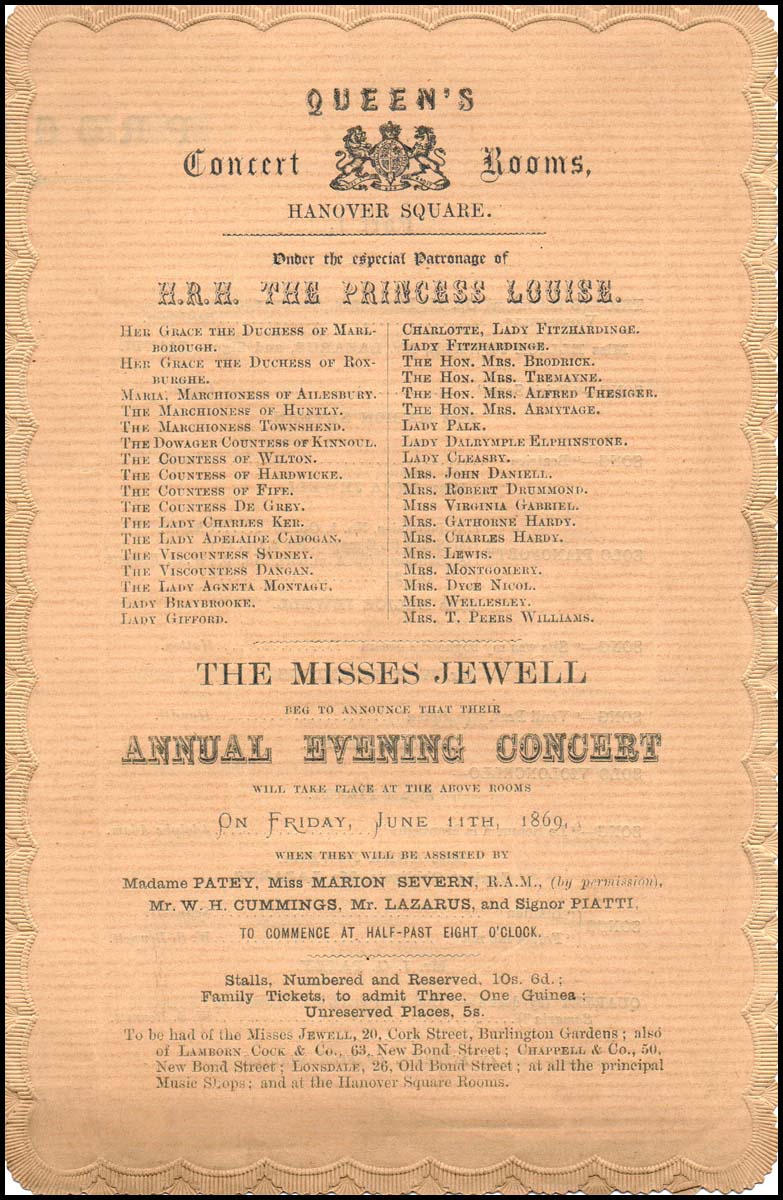 QUEEN'S
Concert Rooms,
HANOVER SQUARE.
Under the especial Patronage of
H.R.H. THE PRINCESS LOUISE.
HER GRACE THE DUCHESS OF MARL-
BOROUGH.
HER GRACE THE DUCHESS OF ROX-
BURGHE.
MARIA, MARCHIONESS OF AILESBURY.
THE MARCHIONESS OF HUNTLY.
THE MARCHIONESS TOWNSHEND.
THE DOWAGER COUNTESS OF KINNOUL.
THE COUNTESS OF WILTON.
THE COUNTESS OF HARDWICKE.
THE COUNTESS OF FIFE.
THE COUNTESS DE GREY.
THE LADY CHARLES KER.
THE LADY ADELAIDE CADOGAN.
THE VISCOUNTESS SYDNEY.
THE VISCOUNTESS DANGAN.
THE LADY AGNETA MONTAGU.
LADY BRAYBROOKE.
LADY GIFFORD.
CHARLOTTE, LADY FITZHARDINGE.
LADY FITZHARDINGE.
THE HON. MRS. BRODRICK.
THE HON. MRS. TREMAYNE.
THE HON. MRS. ALFRED THESIGER.
THE HON. MRS. ARMYTAGE.
LADY PALK.
LADY DALRYMPLE ELPHINSTONE.
LADY CLEASBY.
MRS. JOHN DANIELL.
MRS. ROBERT DRUMMOND.
MISS VIRGINIA GABRIEL.
MRS. GATHORNE HARDY.
MRS. CHARLES HARDY.
MRS. LEWIS.
MRS. MONTGOMERY.
MRS. DYCE NICOL.
MRS. WELLESLEY.
MRS. T. PEERS WILLIAMS.
THE MISSES JEWELL
BEG TO ANNOUNCE THAT THEIR
ANNUAL EVENING CONCERT
WILL TAKE PLACE AT THE ABOVE ROOMS
ON FRIDAY, JUNE 11TH, 1869,
WHEN THEY WILL BE ASSISTED BY
Madame PATEY, Miss MARION SEVERN, R.A.M., (by permission),
Mr. W. H. CUMMINGS, Mr. LAZARUS, and Signor PIATTI,
TO COMMENCE AT HALF-PAST EIGHT O'CLOCK.
Stalls, Numbered and Reserved, 10s. 6d.;
Family Tickets, to admit Three, One Guinea;
Unreserved Places, 5s.
To be had of the Misses JEWELL, 20, Cork Street, Burlington Gardens; also
of LAMBORN COCK & Co., 63, New Bond Street; CHAPPELL & Co., 50,
New Bond Street; LONSDALE, 26, Old Bond Street; at all the principal
Music Shops; and at the Hanover Square Rooms.